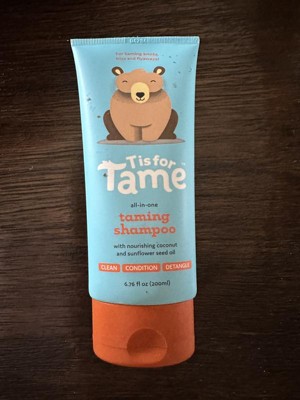 T is for
Tame
all-in-one
taming
shampoo
with nourishing coconut
and sunflower seed oil
CLEAN CONDITION DETANGLE
6.76 fl oz (200ml)